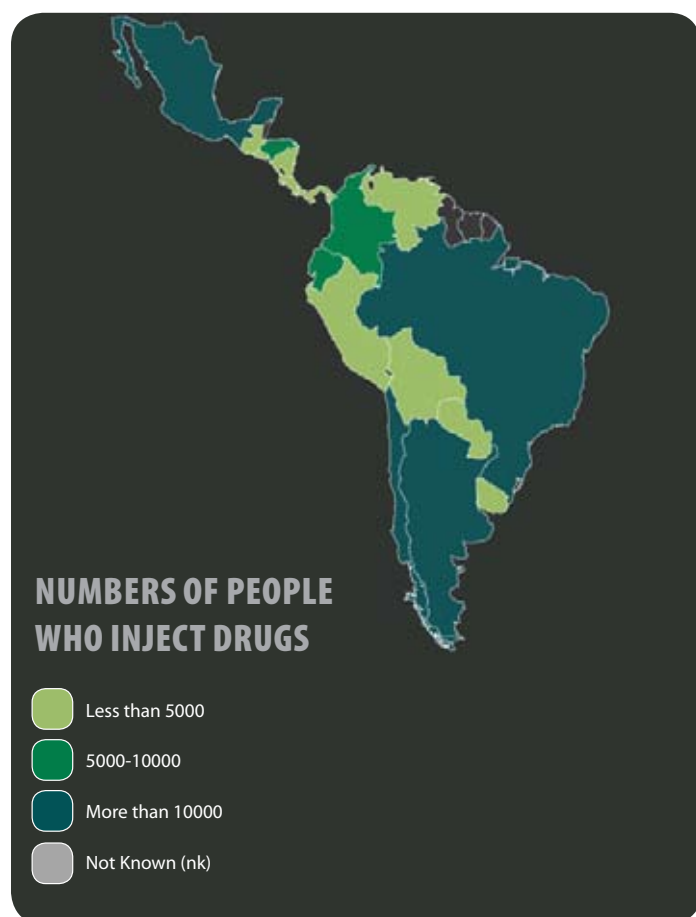 NUMBERS OF PEOPLE
WHO INJECT DRUGS
Less than 5000
5000-10000
More than 10000
Not Known (nk)